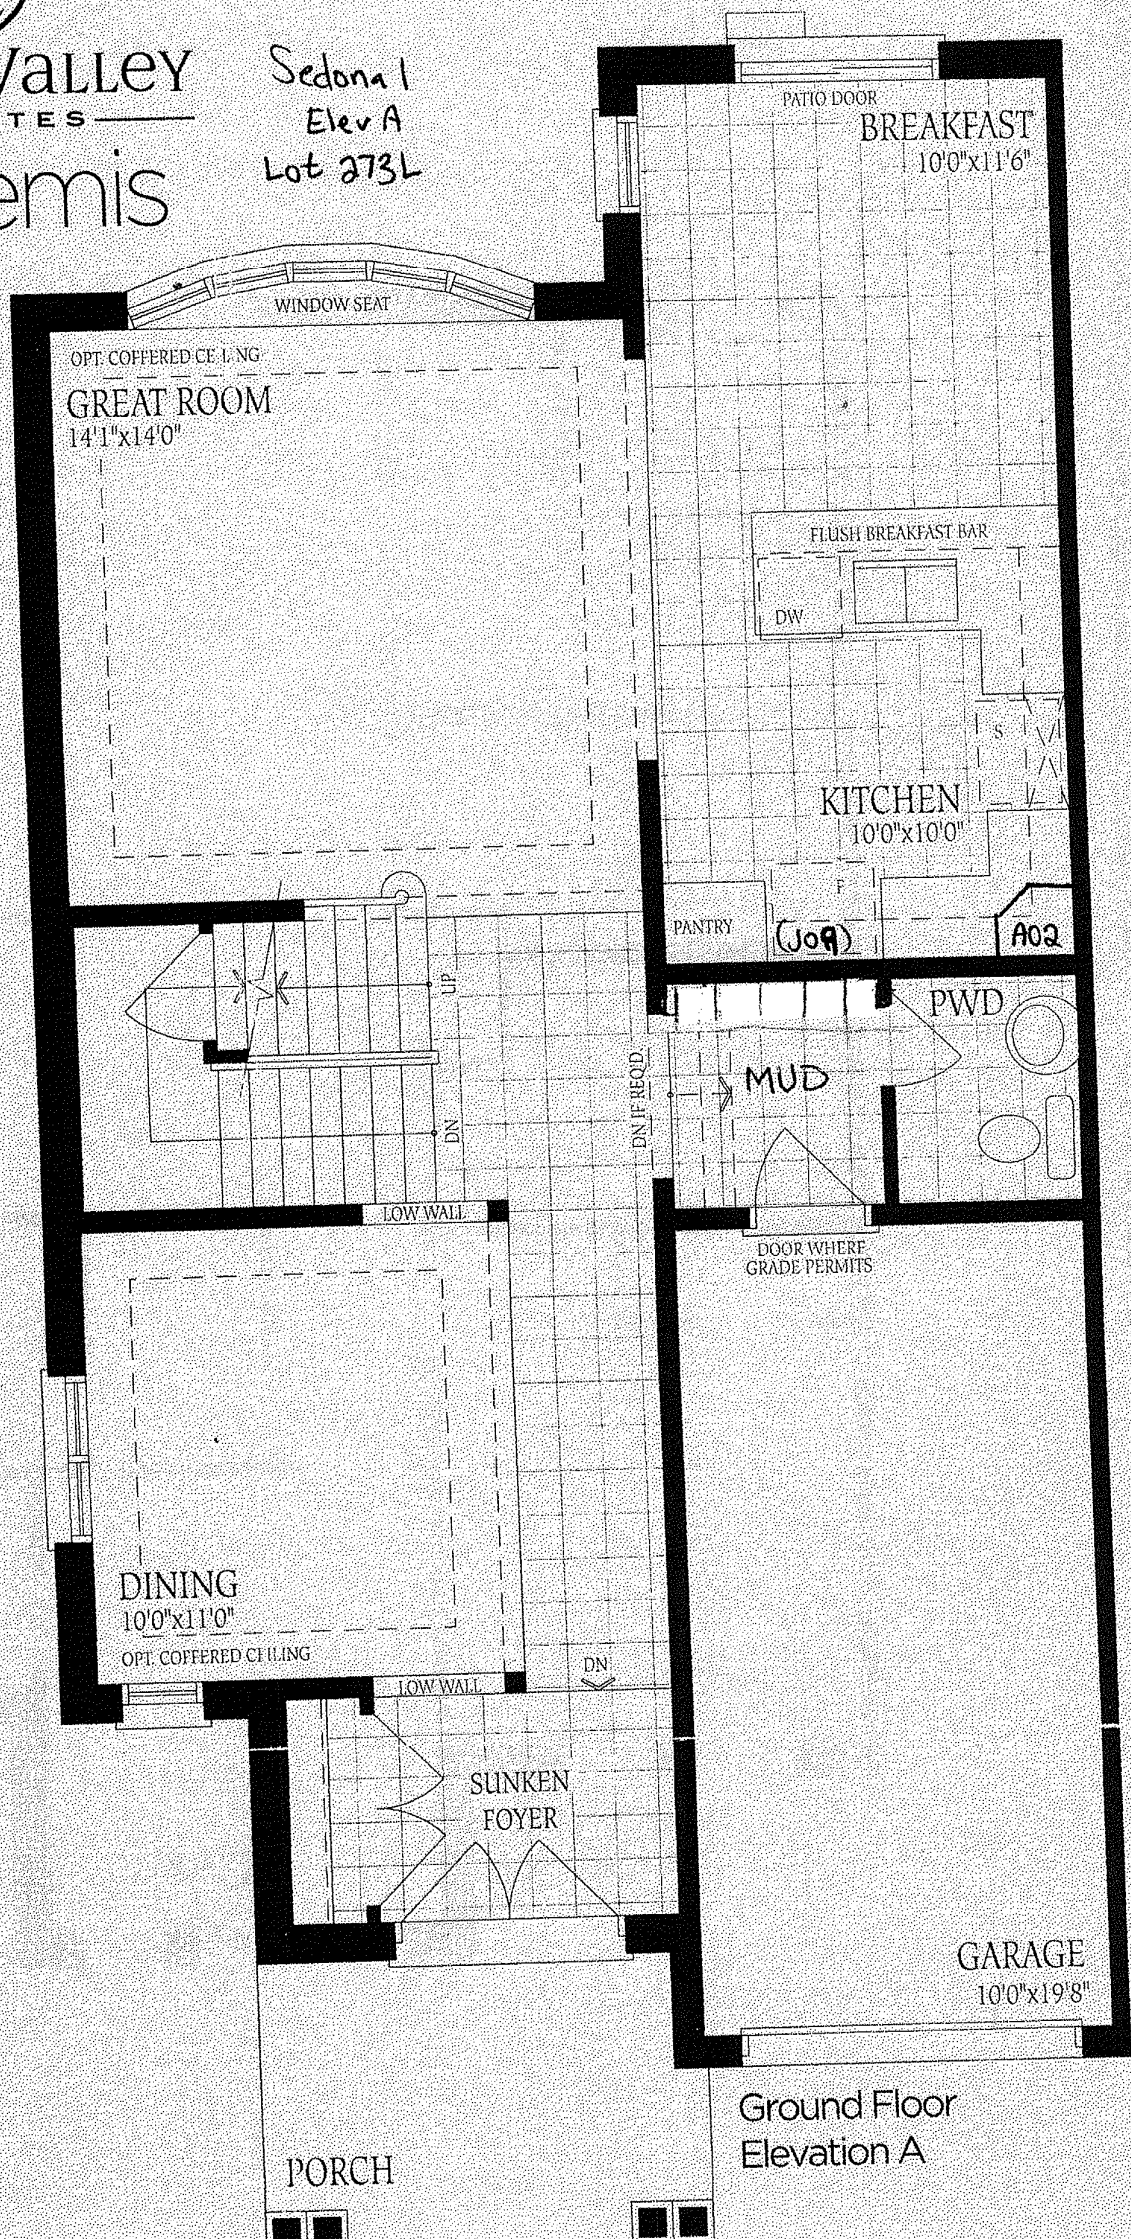 VaLLeY
TES
emis
Sedona 1
Elev A
Lot 273L
PATIO DOOR
BREAKFAST
10'0"x11'6"
WINDOW SEAT
OPT. COFFERED CEILING
GREAT ROOM
14'1"x14'0"
FLUSH BREAKFAST BAR
DW
S
KITCHEN
10'0"x10'0"
F
PANTRY
A02
UP
PWD
MUD
DN IF REQ'D.
DN
LOW WALL
DOOR WHERE
GRADE PERMITS
DINING
10'0"x11'0"
OPT. COFFERED CEILING
DN
LOW WALL
SUNKEN
FOYER
GARAGE
10'0"x19'8"
Ground Floor
Elevation A
PORCH